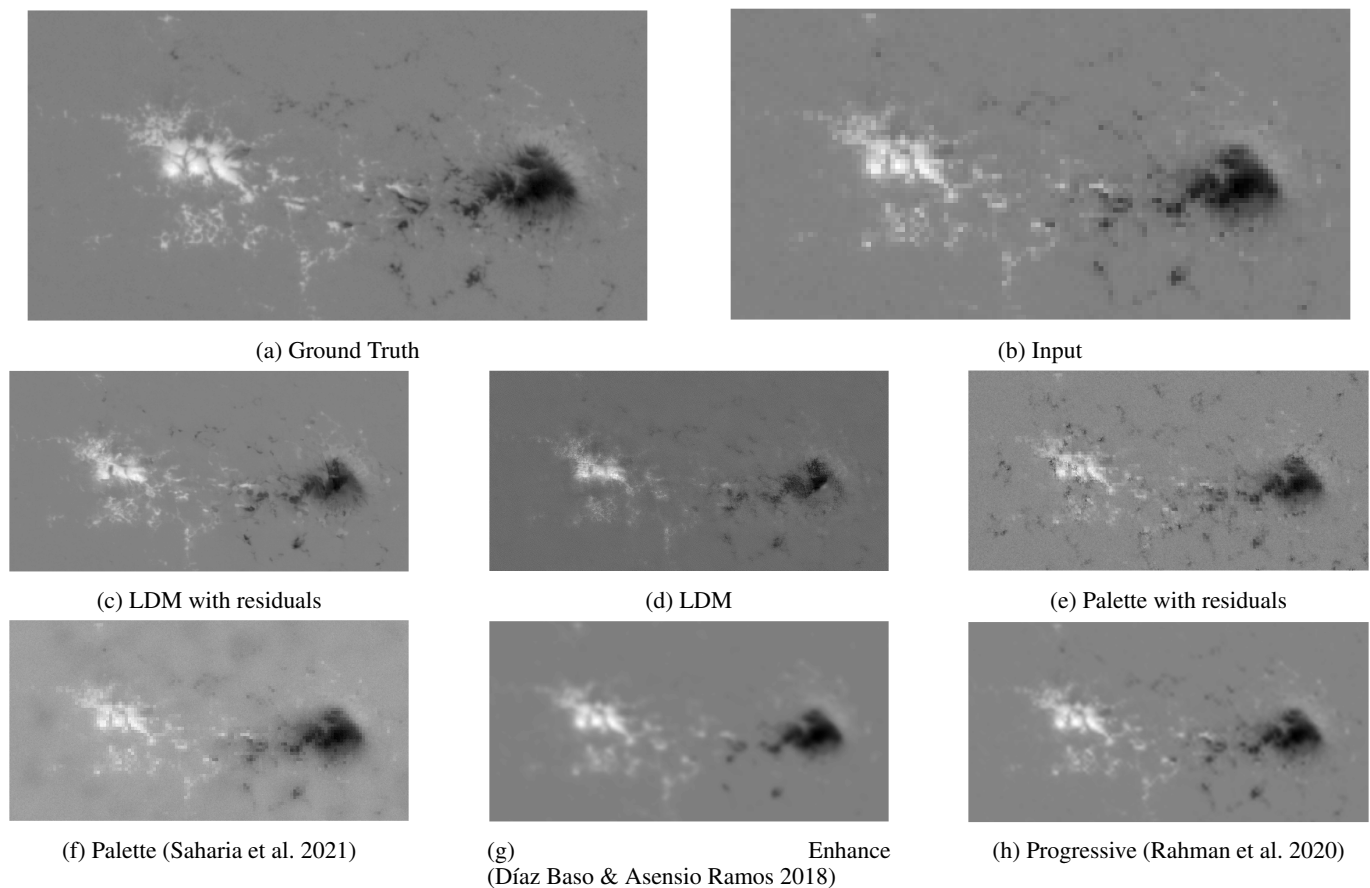 (a) Ground Truth
(b) Input
(c) LDM with residuals
(d) LDM
(e) Palette with residuals
(f) Palette (Saharia et al. 2021)
(g) Enhance
(Díaz Baso & Asensio Ramos 2018)
(h) Progressive (Rahman et al. 2020)